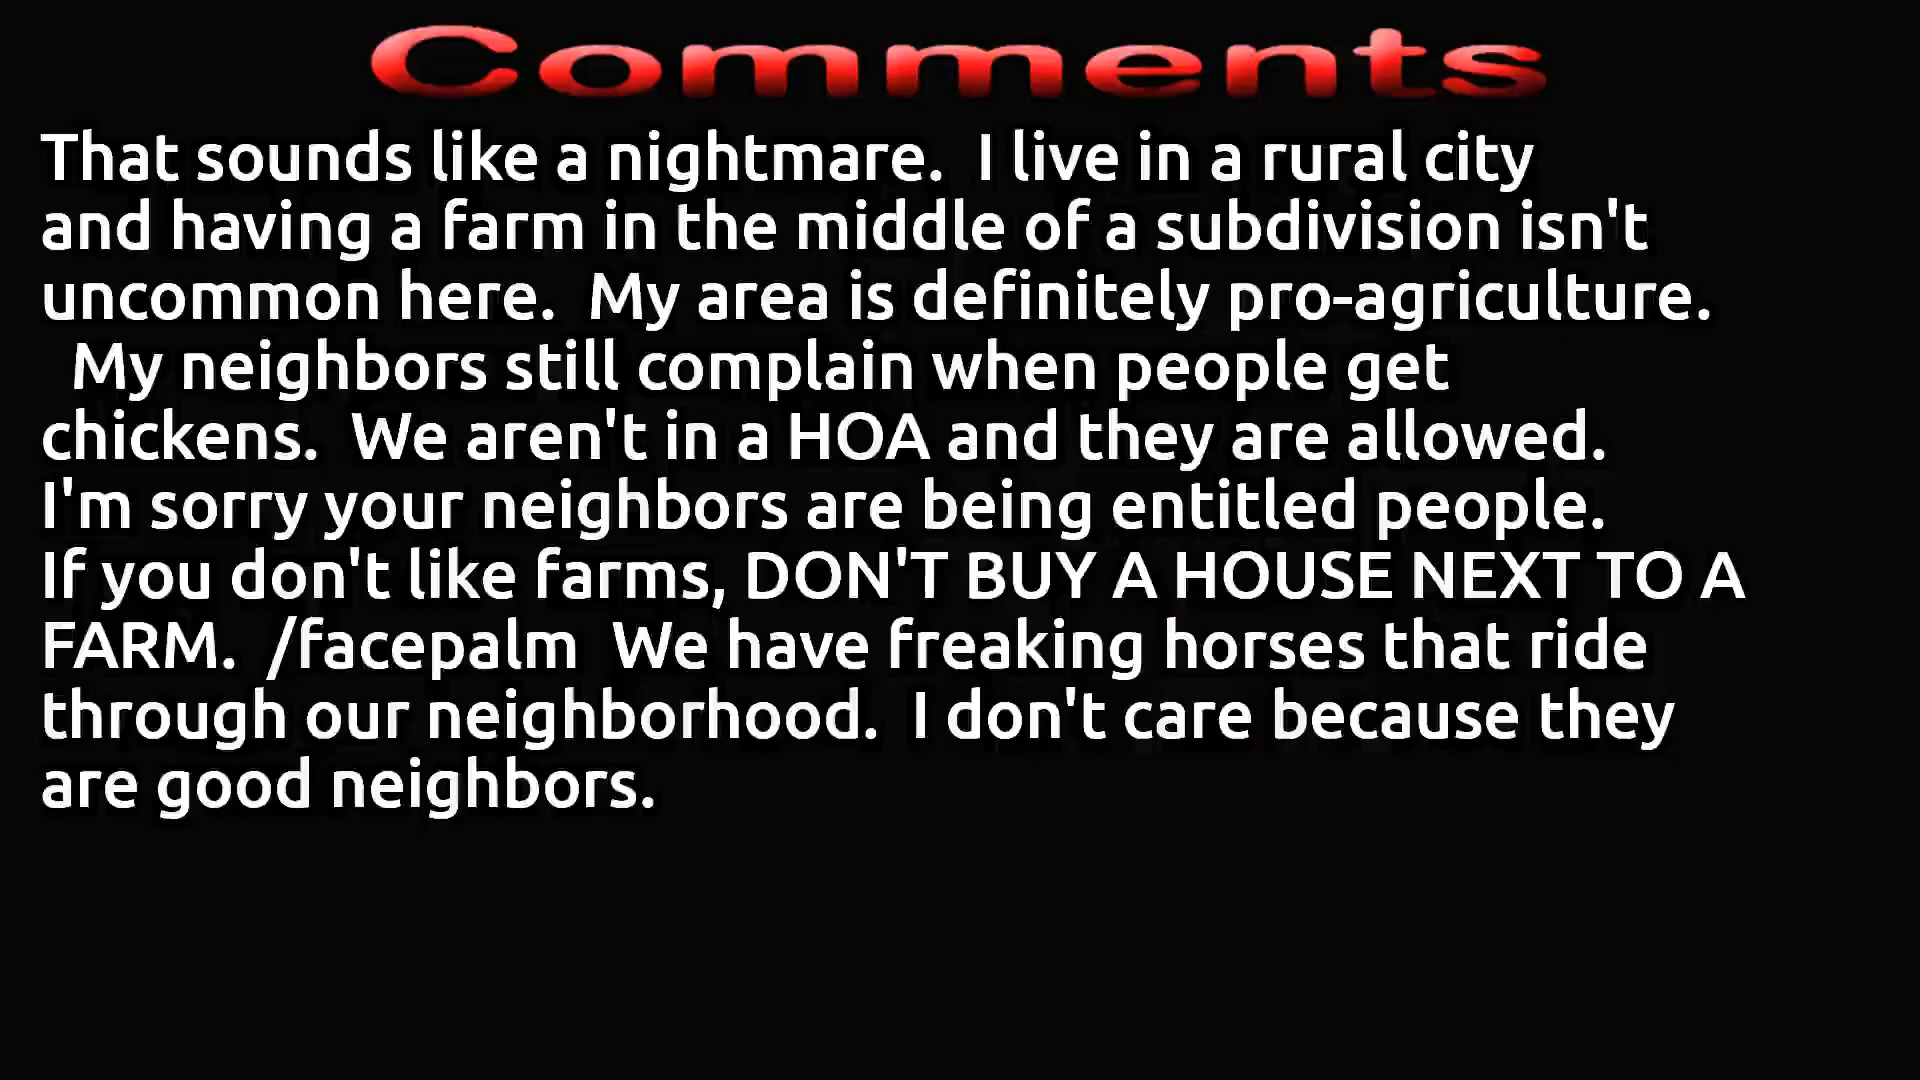 Comments
That sounds like a nightmare.  I live in a rural city
and having a farm in the middle of a subdivision isn't
uncommon here.  My area is definitely pro-agriculture.
My neighbors still complain when people get
chickens.  We aren't in a HOA and they are allowed.
I'm sorry your neighbors are being entitled people.
If you don't like farms, DON'T BUY A HOUSE NEXT TO A
FARM.  /facepalm  We have freaking horses that ride
through our neighborhood.  I don't care because they
are good neighbors.